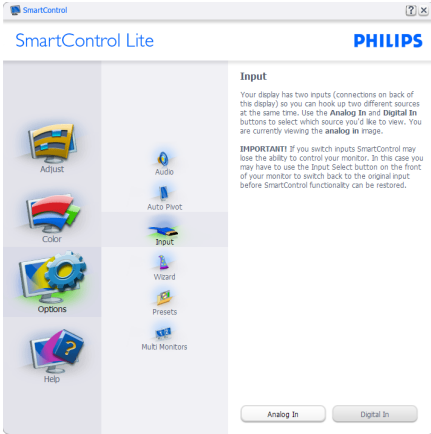 SmartControl
SmartControl Lite
PHILIPS
Adjust
Color
Options
Help
Audio
Auto Pivot
Input
Wizard
Presets
Multi Monitors
Input
Your display has two inputs (connections on back of
this display) so you can hook up two different sources
at the same time. Use the Analog In and Digital In
buttons to select which source you'd like to view. You
are currently viewing the analog in image.
IMPORTANT! If you switch inputs SmartControl may
lose the ability to control your monitor. In this case you
may have to use the Input Select button on the front
of your monitor to switch back to the original input
before SmartControl functionality can be restored.
Analog In
Digital In